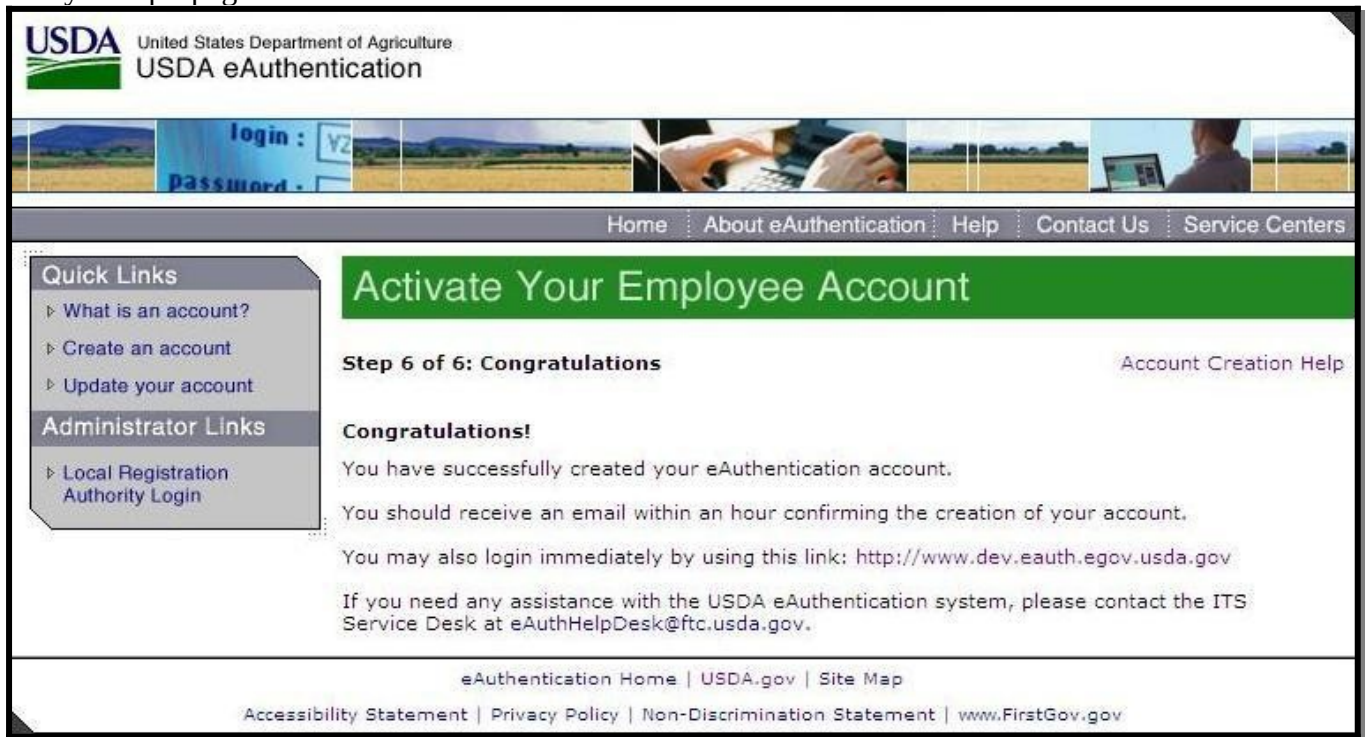 USDA
United States Department of Agriculture
USDA eAuthentication
login :
password :
Home
About eAuthentication
Help
Contact Us
Service Centers
Quick Links
What is an account?
Create an account
Update your account
Administrator Links
Local Registration
Authority Login
Activate Your Employee Account
Step 6 of 6: Congratulations
Account Creation Help
Congratulations!
You have successfully created your eAuthentication account.
You should receive an email within an hour confirming the creation of your account.
You may also login immediately by using this link: http://www.dev.eauth.egov.usda.gov
If you need any assistance with the USDA eAuthentication system, please contact the ITS
Service Desk at eAuthHelpDesk@ftc.usda.gov.
eAuthentication Home | USDA.gov | Site Map
Accessibility Statement | Privacy Policy | Non-Discrimination Statement | www.FirstGov.gov